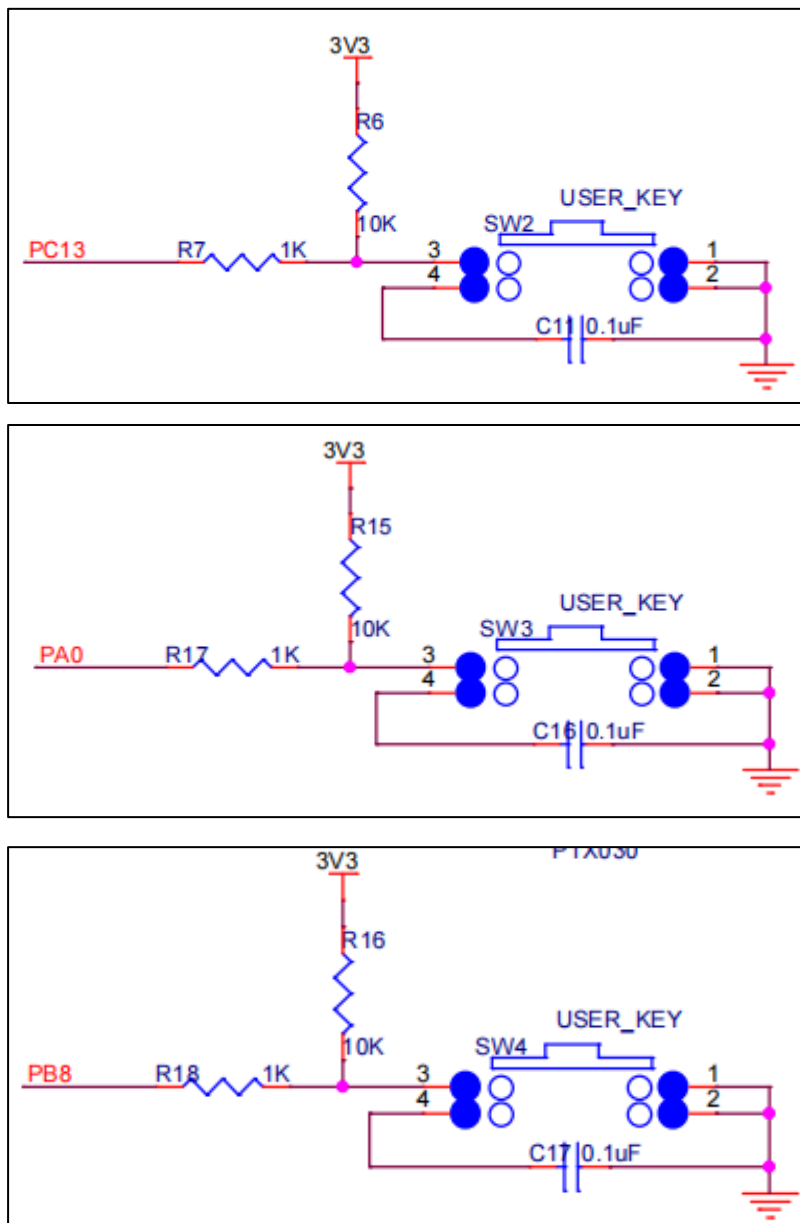 3V3
R6
USER_KEY
10K
SW2
PC13
R7
1K
3
1
4
2
C11
0.1uF
3V3
R15
USER_KEY
10K
SW3
PA0
R17
1K
3
1
4
2
C16
0.1uF
PTX030
3V3
R16
USER_KEY
10K
SW4
PB8
R18
1K
3
1
4
2
C17
0.1uF